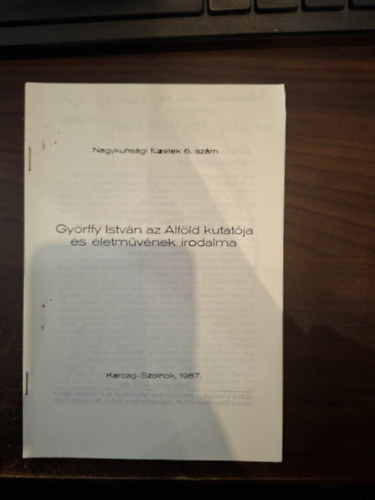 Nagykunsági füzetek 6. szám
Györffy István az Alföld kutatója
és életművének irodalma
Karcag-Szolnok, 1987.